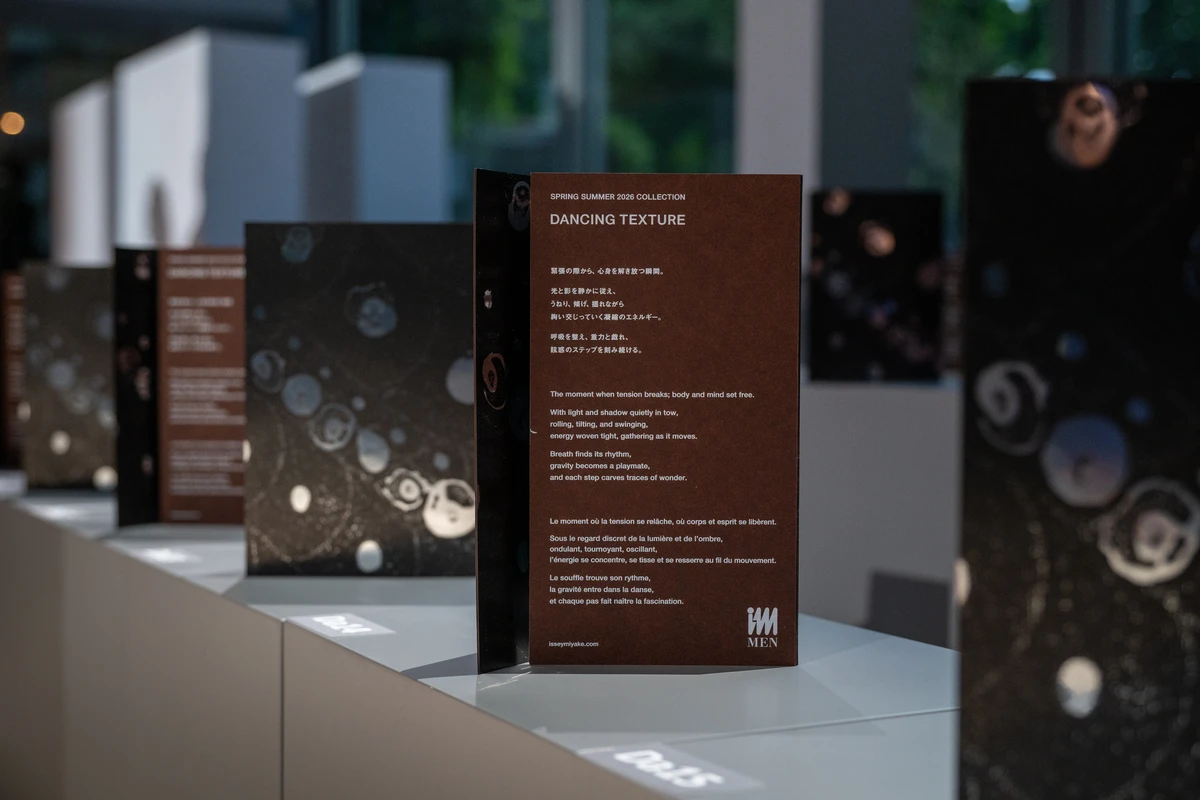 SPRING SUMMER 2026 COLLECTION
DANCING TEXTURE
緊張の際から、心身を解き放つ瞬間。
光と影を静かに従え、
うねり、傾げ、揺れながら
掬い交じっていく凝縮のエネルギー。
呼吸を整え、重力と戯れ、
眩惑のステップを刻み続ける。
The moment when tension breaks; body and mind set free.
With light and shadow quietly in tow,
rolling, tilting, and swinging,
energy woven tight, gathering as it moves.
Breath finds its rhythm,
gravity becomes a playmate,
and each step carves traces of wonder.
Le moment où la tension se relâche, où corps et esprit se libèrent.
Sous le regard discret de la lumière et de l'ombre,
ondulant, tournoyant, oscillant,
l'énergie se concentre, se tisse et se resserre au fil du mouvement.
Le souffle trouve son rythme,
la gravité entre dans la danse,
et chaque pas fait naître la fascination.
isseymiyake.com
iM
MEN